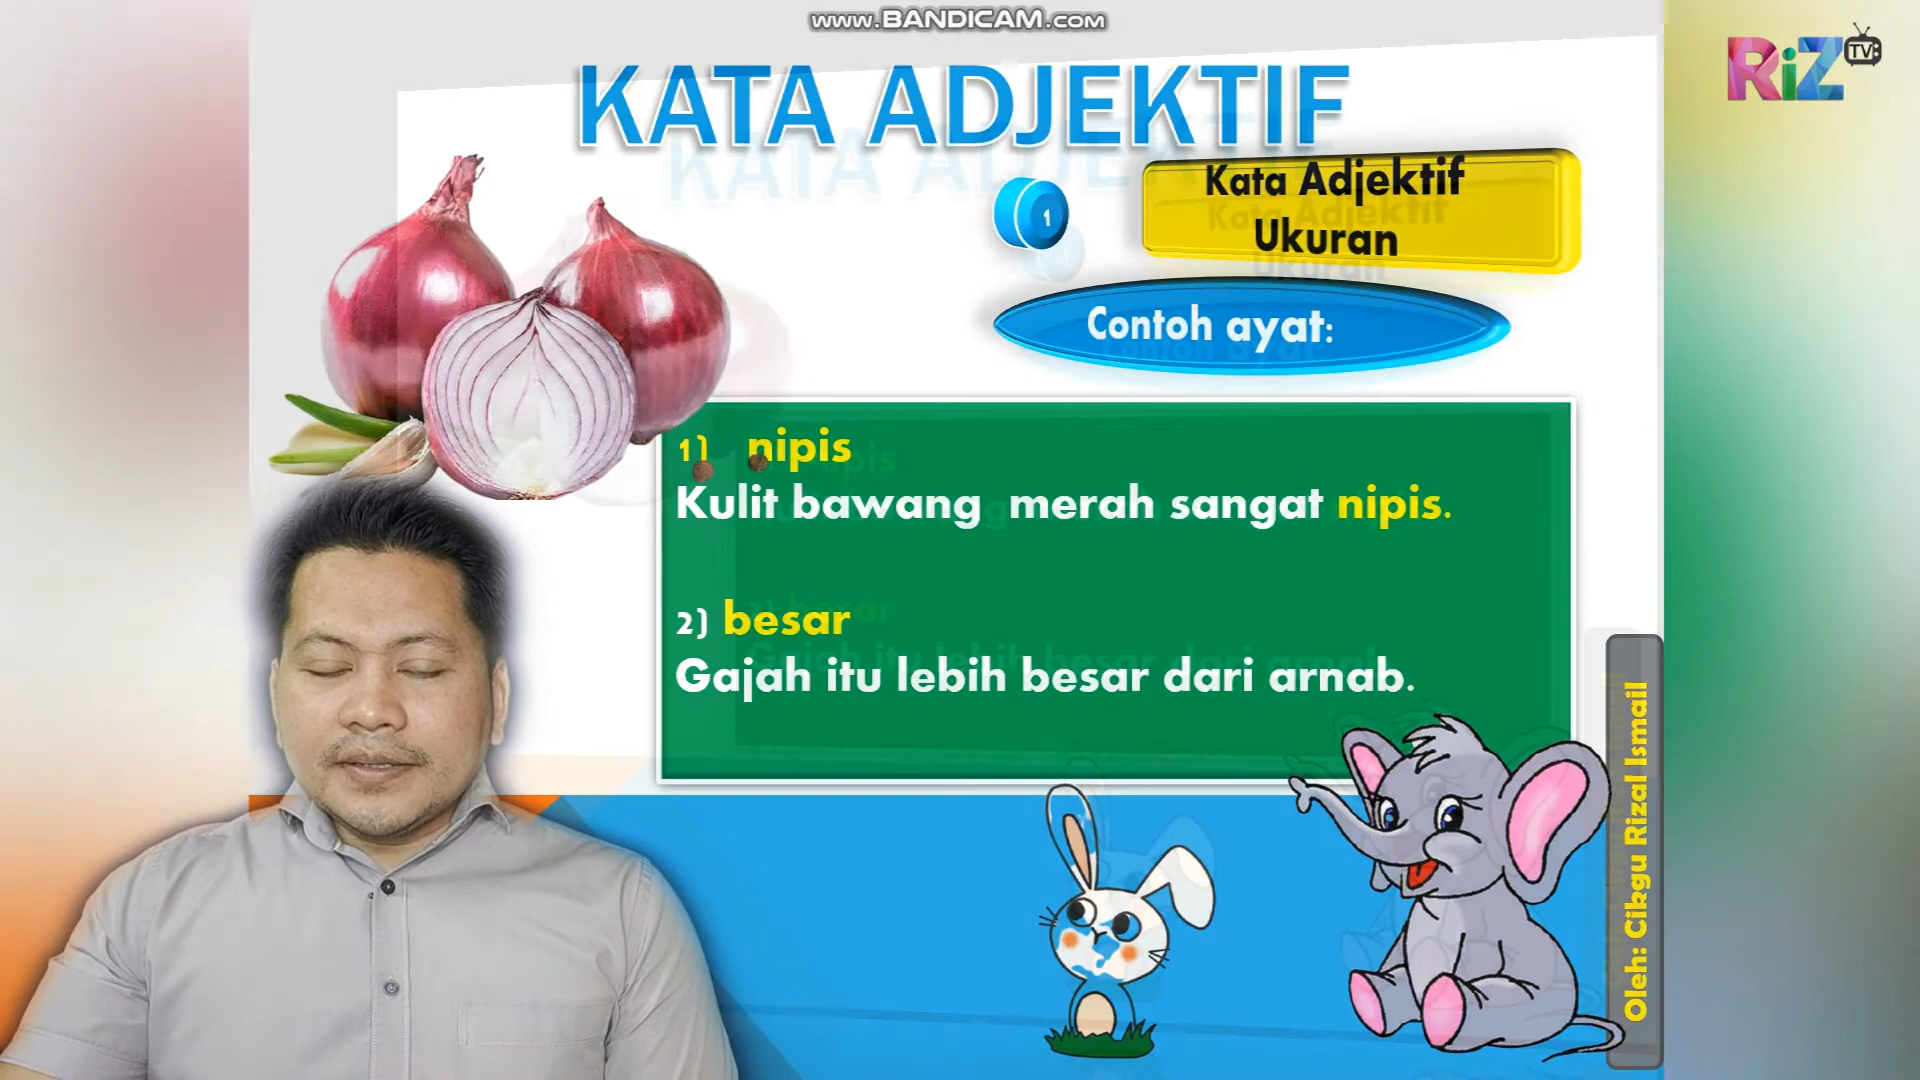 www.BANDICAM.com
RiZ TV
KATA ADJEKTIF
1
Kata Adjektif
Ukuran
Contoh ayat:
1) nipis
Kulit bawang merah sangat nipis.
2) besar
Gajah itu lebih besar dari arnab.
Oleh: Cikgu Rizal Ismail